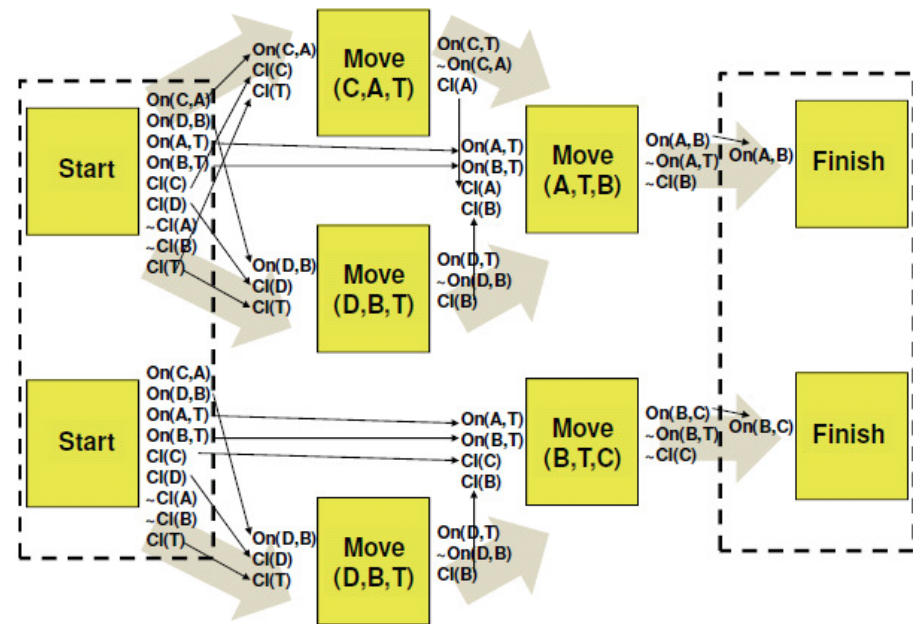 Start
On(C,A)
On(D,B)
On(A,T)
On(B,T)
Cl(C)
Cl(D)
~Cl(A)
~Cl(B)
Cl(T)
On(C,A)
Cl(C)
Cl(T)
Move
(C,A,T)
On(C,T)
~On(C,A)
Cl(A)
On(D,B)
Cl(D)
Cl(T)
Move
(D,B,T)
On(D,T)
~On(D,B)
Cl(B)
On(A,T)
On(B,T)
Cl(A)
Cl(B)
Move
(A,T,B)
On(A,B)
~On(A,T)
~Cl(B)
On(A,B)
Finish
Start
On(C,A)
On(D,B)
On(A,T)
On(B,T)
Cl(C)
Cl(D)
~Cl(A)
~Cl(B)
Cl(T)
On(D,B)
Cl(D)
Cl(T)
Move
(D,B,T)
On(D,T)
~On(D,B)
Cl(B)
On(A,T)
On(B,T)
Cl(C)
Cl(B)
Move
(B,T,C)
On(B,C)
~On(B,T)
~Cl(C)
On(B,C)
Finish